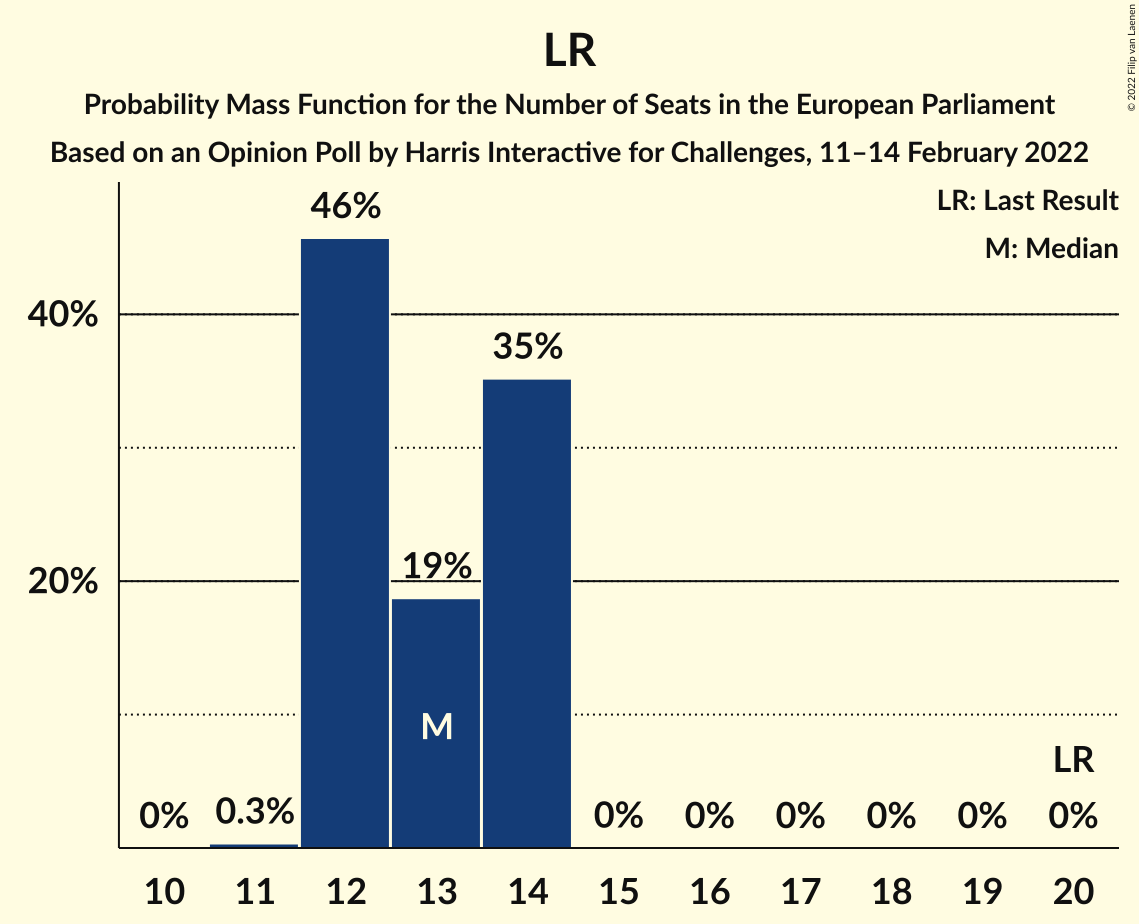 LR
Probability Mass Function for the Number of Seats in the European Parliament
Based on an Opinion Poll by Harris Interactive for Challenges, 11–14 February 2022
© 2022 Filip van Laenen
LR: Last Result
M: Median
46%
40%
35%
19%
20%
M
LR
0% 0.3% 0% 0% 0% 0% 0% 0%
10 11 12 13 14 15 16 17 18 19 20